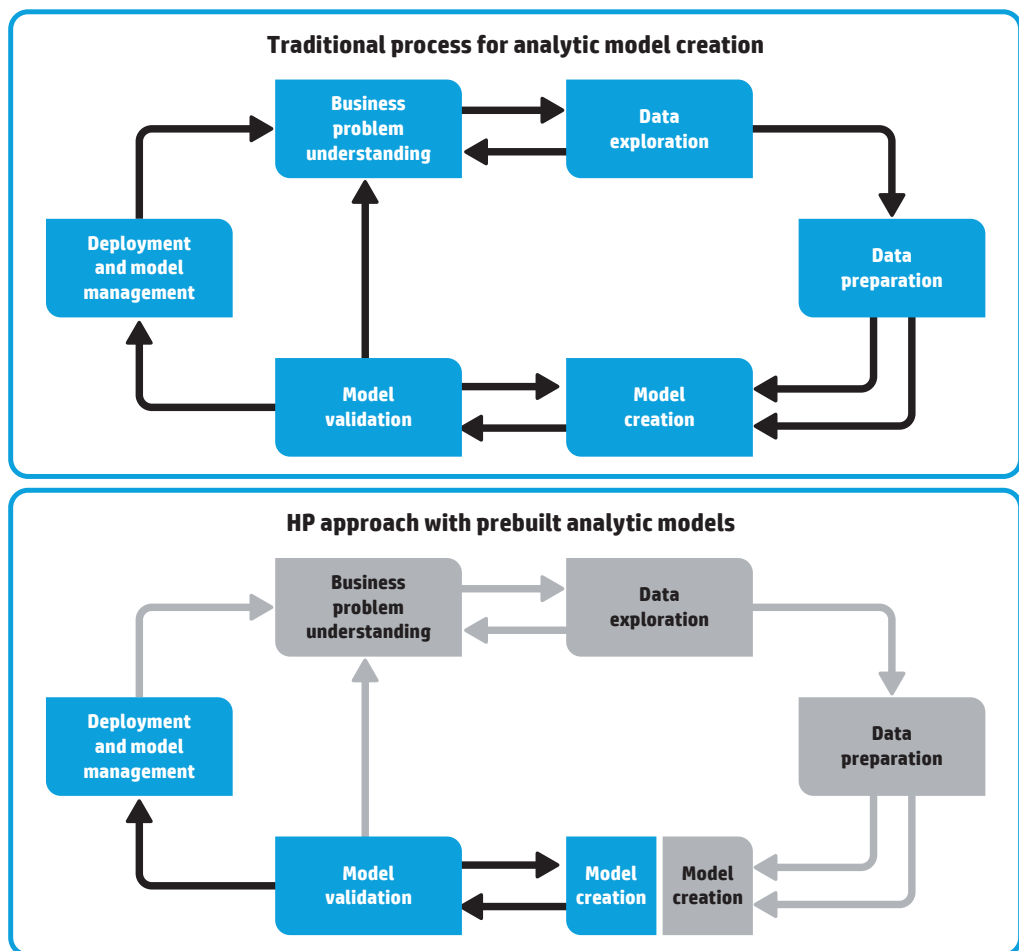 Traditional process for analytic model creation
Business
problem
understanding
Data
exploration
Deployment
and model
management
Data
preparation
Model
validation
Model
creation
HP approach with prebuilt analytic models
Business
problem
understanding
Data
exploration
Deployment
and model
management
Data
preparation
Model
validation
Model
creation
Model
creation